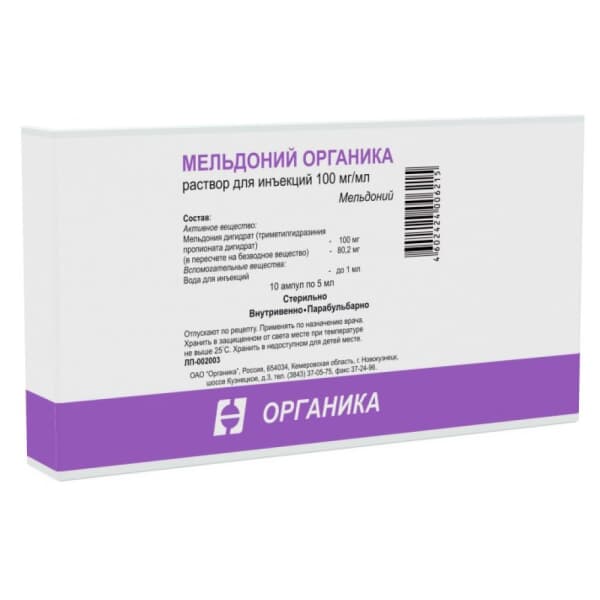 МЕЛЬДОНИЙ ОРГАНИКА
раствор для инъекций 100 мг/мл
Мельдоний
Состав:
Активное вещество:
Мельдония дигидрат (триметилгидразиния
пропионата дигидрат) - 100 мг
(в пересчете на безводное вещество) - 80,2 мг
Вспомогательные вещества:
Вода для инъекций - до 1 мл
10 ампул по 5 мл
Стерильно
Внутривенно•Парабульбарно
Отпускают по рецепту. Применять по назначению врача.
Хранить в защищенном от света месте при температуре
не выше 25°С. Хранить в недоступном для детей месте.
ЛП-002003
ОАО "Органика", Россия, 654034, Кемеровская область, г. Новокузнецк,
шоссе Кузнецкое, д.3, тел. (3843) 37-05-75, факс 37-24-96.
4602424006215
ОРГАНИКА